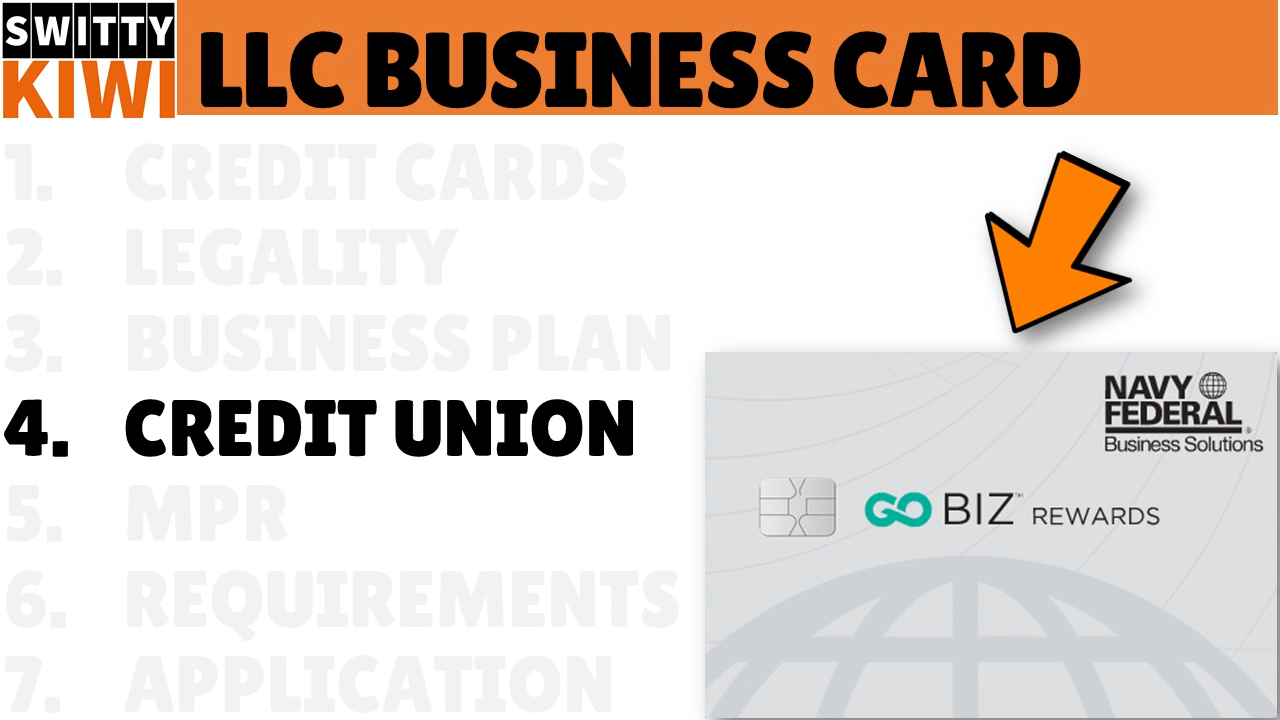 SWITTY
KIWI
LLC BUSINESS CARD
1. CREDIT CARDS
2. LEGALITY
3. BUSINESS PLAN
4. CREDIT UNION
5. MPR
6. REQUIREMENTS
7. APPLICATION
NAVY
FEDERAL®
Business Solutions
GO BIZ™ REWARDS